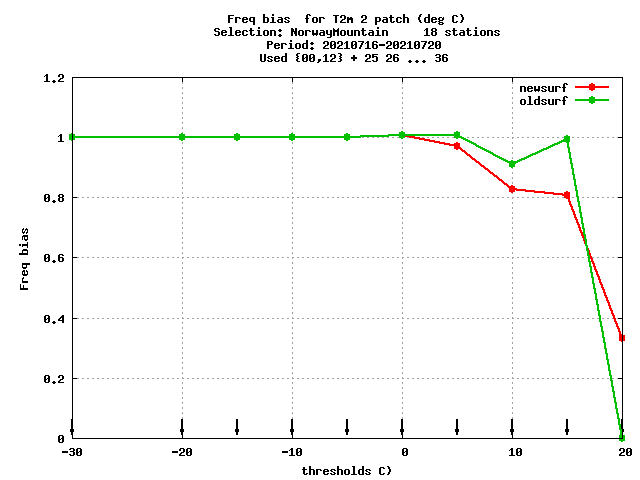 Freq bias  for T2m 2 patch (deg C)
Selection: NorwayMountain     18 stations
Period: 20210716-20210720
Used {00,12} + 25 26 ... 36
newsurf
oldsurf
1.2
1
0.8
0.6
0.4
0.2
0
Freq bias
-30 -20 -10 0 10 20
thresholds C)